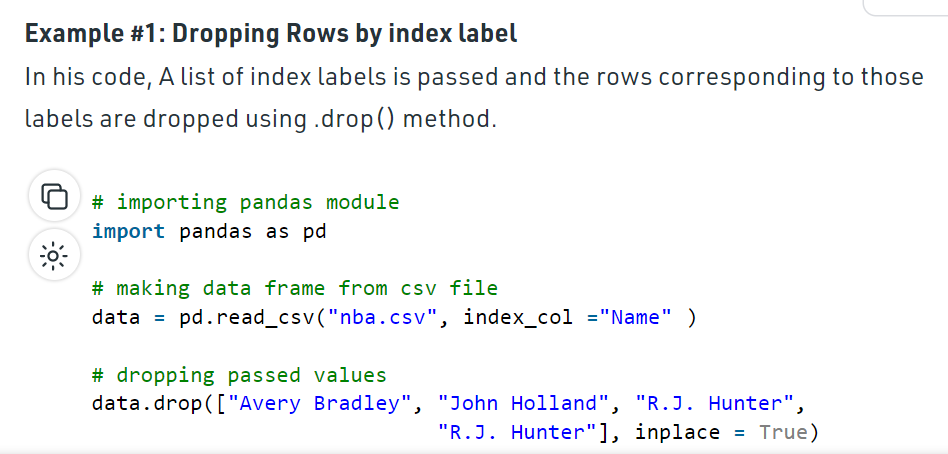 Example #1: Dropping Rows by index label
In his code, A list of index labels is passed and the rows corresponding to those
labels are dropped using .drop() method.
# importing pandas module
import pandas as pd
# making data frame from csv file
data = pd.read_csv("nba.csv", index_col ="Name" )
# dropping passed values
data.drop(["Avery Bradley", "John Holland", "R.J. Hunter",
"R.J. Hunter"], inplace = True)